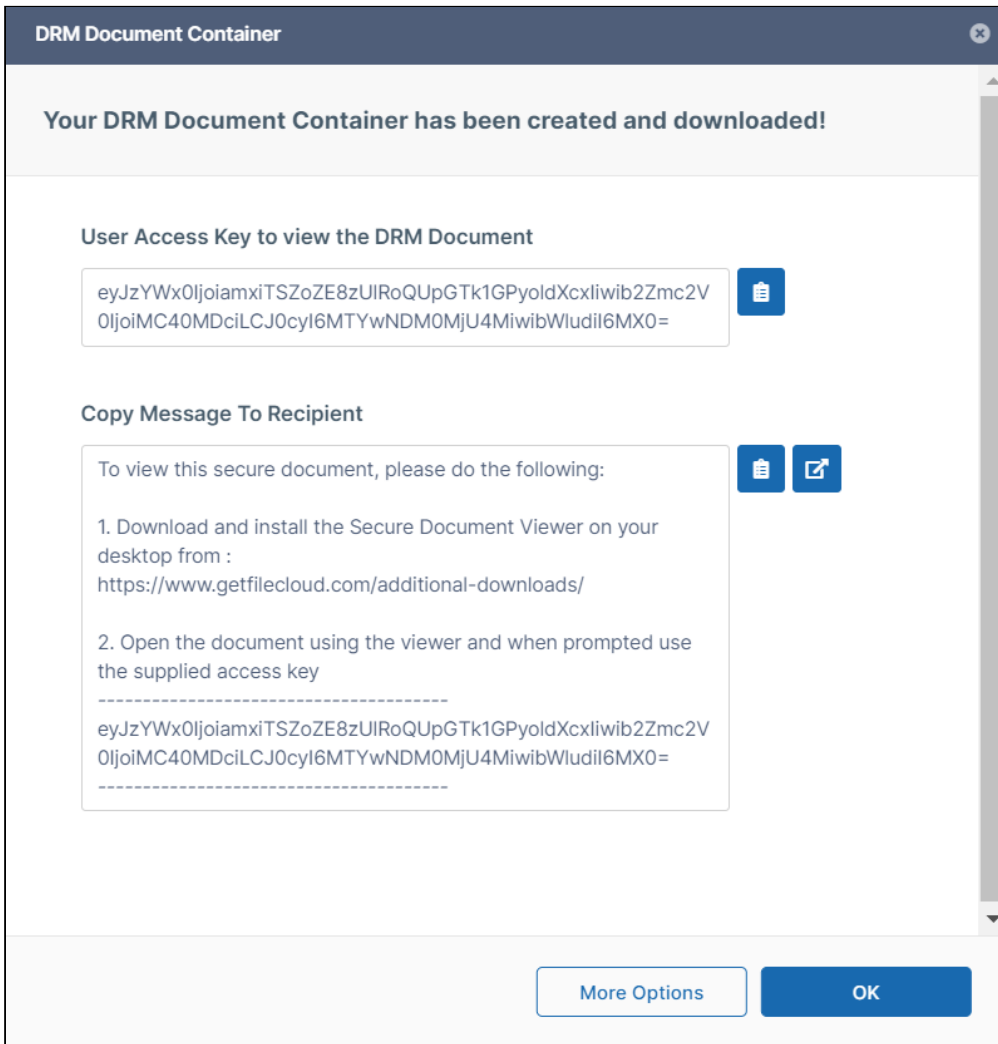 DRM Document Container
Your DRM Document Container has been created and downloaded!
User Access Key to view the DRM Document
eyJzYWx0IjoiamxiTSZoZE8zUlRoQUpGTk1GPyoldXcxIiwib2Zmc2V
0IjoiMC40MDciLCJ0cyI6MTYwNDM0MjU4MiwibWludiI6MX0=
Copy Message To Recipient
To view this secure document, please do the following:
1. Download and install the Secure Document Viewer on your
desktop from :
https://www.getfilecloud.com/additional-downloads/
2. Open the document using the viewer and when prompted use
the supplied access key
---------------------------------------
eyJzYWx0IjoiamxiTSZoZE8zUlRoQUpGTk1GPyoldXcxIiwib2Zmc2V
0IjoiMC40MDciLCJ0cyI6MTYwNDM0MjU4MiwibWludiI6MX0=
---------------------------------------
More Options
OK